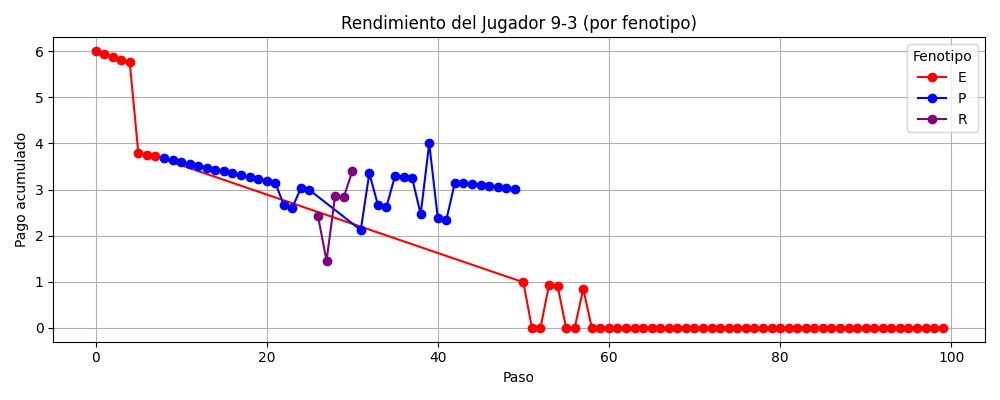 Rendimiento del Jugador 9-3 (por fenotipo)
Pago acumulado
6
5
4
3
2
1
0
Fenotipo
E
P
R
0 20 40 60 80 100
Paso